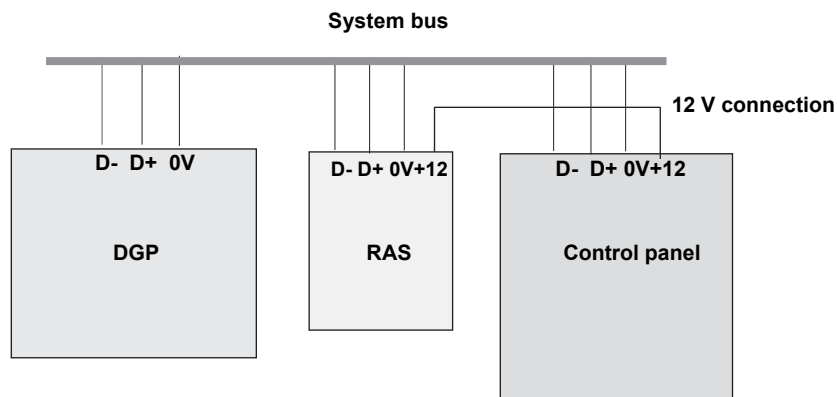 System bus
12 V connection
D- D+ 0V
D- D+ 0V+12
D- D+ 0V+12
DGP
RAS
Control panel